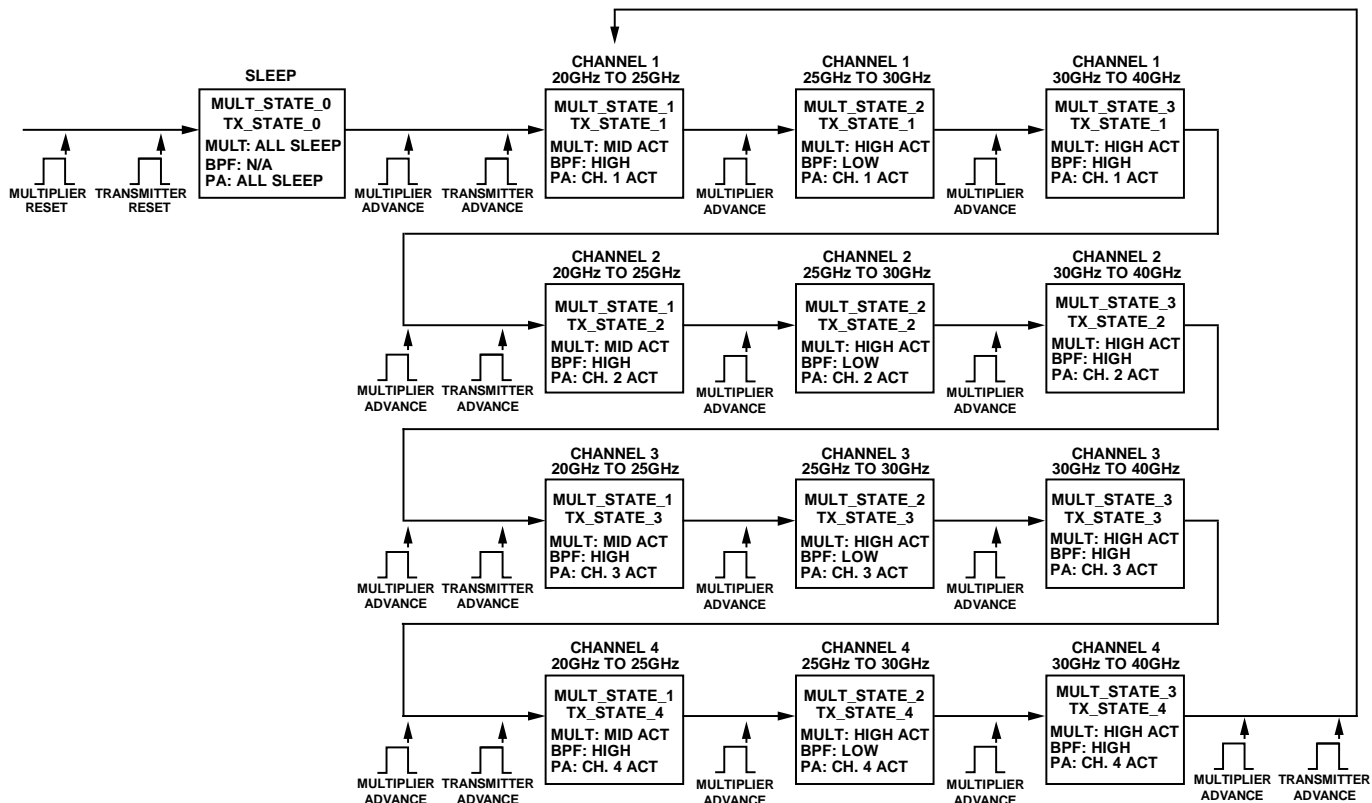 SLEEP
MULT_STATE_0
TX_STATE_0
MULT: ALL SLEEP
BPF: N/A
PA: ALL SLEEP
MULTIPLIER
RESET
TRANSMITTER
RESET
MULTIPLIER
ADVANCE
TRANSMITTER
ADVANCE
CHANNEL 1
20GHz TO 25GHz
MULT_STATE_1
TX_STATE_1
MULT: MID ACT
BPF: HIGH
PA: CH. 1 ACT
MULTIPLIER
ADVANCE
CHANNEL 1
25GHz TO 30GHz
MULT_STATE_2
TX_STATE_1
MULT: HIGH ACT
BPF: LOW
PA: CH. 1 ACT
MULTIPLIER
ADVANCE
CHANNEL 1
30GHz TO 40GHz
MULT_STATE_3
TX_STATE_1
MULT: HIGH ACT
BPF: HIGH
PA: CH. 1 ACT
MULTIPLIER
ADVANCE
TRANSMITTER
ADVANCE
CHANNEL 2
20GHz TO 25GHz
MULT_STATE_1
TX_STATE_2
MULT: MID ACT
BPF: HIGH
PA: CH. 2 ACT
MULTIPLIER
ADVANCE
CHANNEL 2
25GHz TO 30GHz
MULT_STATE_2
TX_STATE_2
MULT: HIGH ACT
BPF: LOW
PA: CH. 2 ACT
MULTIPLIER
ADVANCE
CHANNEL 2
30GHz TO 40GHz
MULT_STATE_3
TX_STATE_2
MULT: HIGH ACT
BPF: HIGH
PA: CH. 2 ACT
MULTIPLIER
ADVANCE
TRANSMITTER
ADVANCE
CHANNEL 3
20GHz TO 25GHz
MULT_STATE_1
TX_STATE_3
MULT: MID ACT
BPF: HIGH
PA: CH. 3 ACT
MULTIPLIER
ADVANCE
CHANNEL 3
25GHz TO 30GHz
MULT_STATE_2
TX_STATE_3
MULT: HIGH ACT
BPF: LOW
PA: CH. 3 ACT
MULTIPLIER
ADVANCE
CHANNEL 3
30GHz TO 40GHz
MULT_STATE_3
TX_STATE_3
MULT: HIGH ACT
BPF: HIGH
PA: CH. 3 ACT
MULTIPLIER
ADVANCE
TRANSMITTER
ADVANCE
CHANNEL 4
20GHz TO 25GHz
MULT_STATE_1
TX_STATE_4
MULT: MID ACT
BPF: HIGH
PA: CH. 4 ACT
MULTIPLIER
ADVANCE
CHANNEL 4
25GHz TO 30GHz
MULT_STATE_2
TX_STATE_4
MULT: HIGH ACT
BPF: LOW
PA: CH. 4 ACT
MULTIPLIER
ADVANCE
CHANNEL 4
30GHz TO 40GHz
MULT_STATE_3
TX_STATE_4
MULT: HIGH ACT
BPF: HIGH
PA: CH. 4 ACT
MULTIPLIER
ADVANCE
TRANSMITTER
ADVANCE